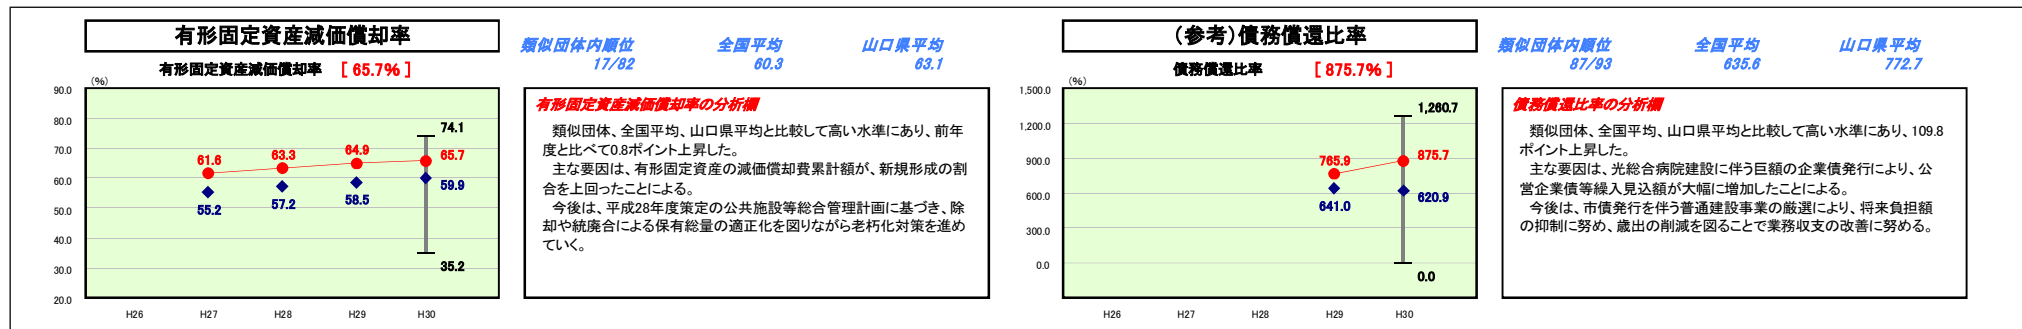 有形固定資産減価償却率
有形固定資産減価償却率 [ 65.7% ]
類似団体内順位 全国平均 山口県平均
17/82 60.3 63.1
(%)
90.0
80.0
70.0
60.0
50.0
40.0
30.0
20.0
61.6 63.3 64.9 65.7
55.2 57.2 58.5 59.9
74.1
35.2
H26 H27 H28 H29 H30
有形固定資産減価償却率の分析欄
類似団体、全国平均、山口県平均と比較して高い水準にあり、前年
度と比べて0.8ポイント上昇した。
主な要因は、有形固定資産の減価償却費累計額が、新規形成の割
合を上回ったことによる。
今後は、平成28年度策定の公共施設等総合管理計画に基づき、除
却や統廃合による保有総量の適正化を図りながら老朽化対策を進め
ていく。
(参考)債務償還比率
債務償還比率 [ 875.7% ]
類似団体内順位 全国平均 山口県平均
87/93 635.6 772.7
(%)
1,500.0
1,200.0
900.0
600.0
300.0
0.0
765.9 875.7
641.0 620.9
1,260.7
0.0
H26 H27 H28 H29 H30
債務償還比率の分析欄
類似団体、全国平均、山口県平均と比較して高い水準にあり、109.8
ポイント上昇した。
主な要因は、光総合病院建設に伴う巨額の企業債発行により、公
営企業債等繰入見込額が大幅に増加したことによる。
今後は、市債発行を伴う普通建設事業の厳選により、将来負担額
の抑制に努め、歳出の削減を図ることで業務収支の改善に努める。